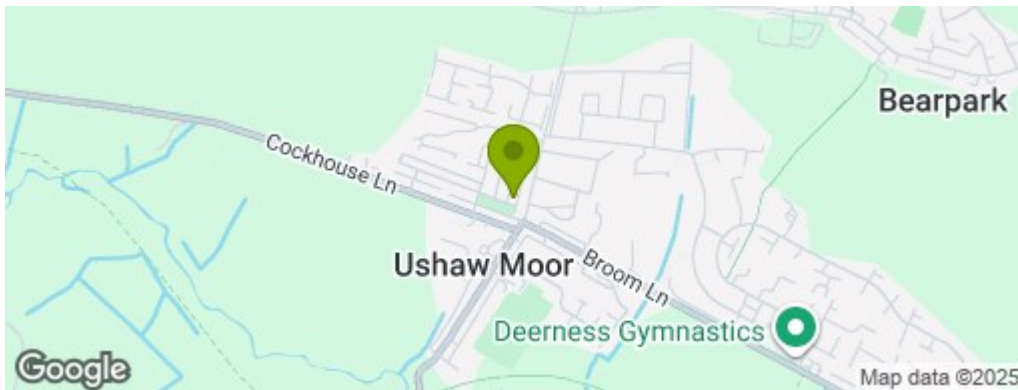 Bearpark
Cockhouse Ln
Ushaw Moor
Broom Ln
Deerness Gymnastics
Google
Map data ©2025